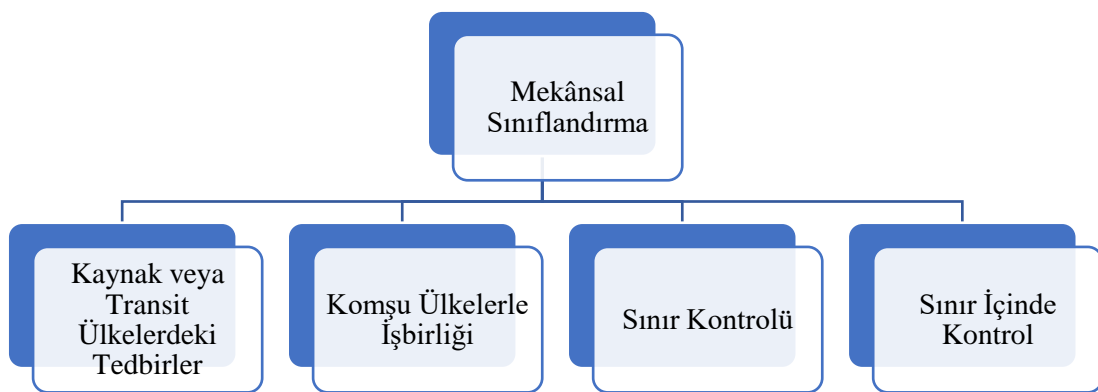 Mekânsal
Sınıflandırma
Kaynak veya
Transit
Ülkelerdeki
Tedbirler
Komşu Ülkelerle
İşbirliği
Sınır Kontrolü
Sınır İçinde
Kontrol